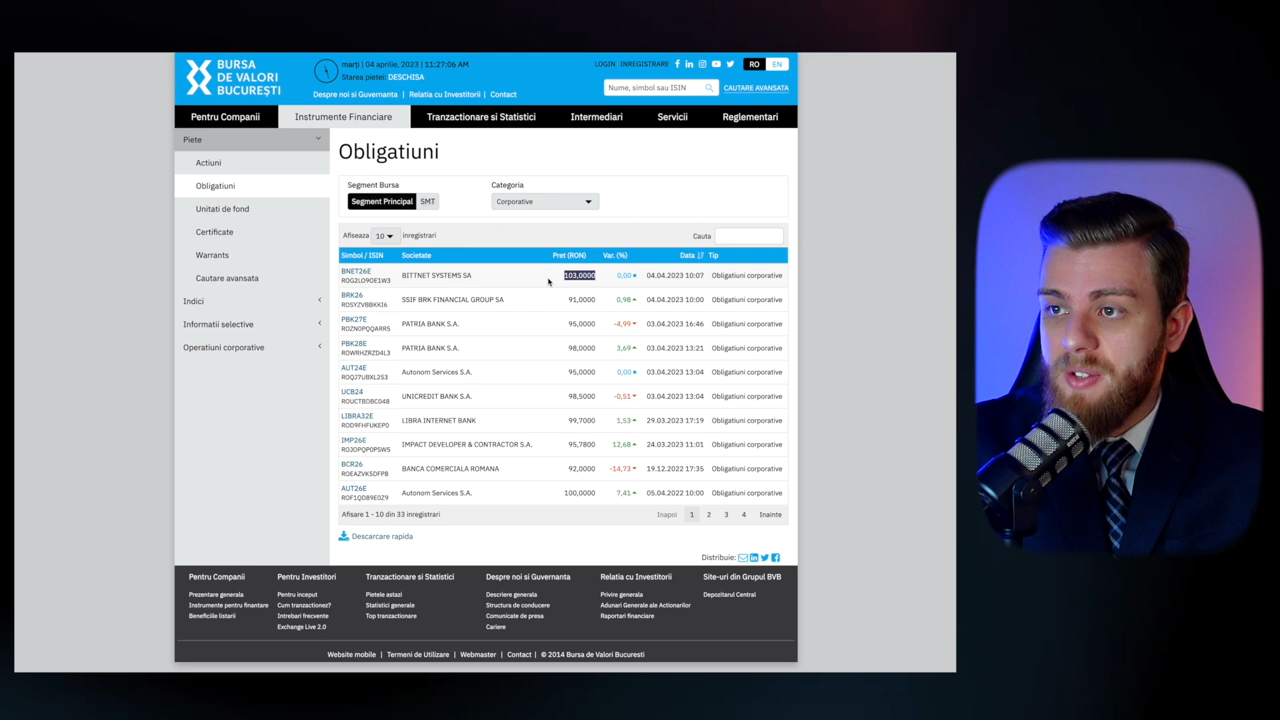 BURSA
DE VALORI
BUCUREȘTI
marți | 04 aprilie, 2023 | 11:27:06 AM
Starea pietei: DESCHISA
LOGIN INREGISTRARE RO EN
Despre noi si Guvernanta | Relatia cu Investitorii | Contact
Nume, simbol sau ISIN CAUTARE AVANSATA
Pentru Companii Instrumente Financiare Tranzactionare si Statistici Intermediari Servicii Reglementari
Piete
Actiuni
Obligatiuni
Unitati de fond
Certificate
Warrants
Cautare avansata
Indici
Informatii selective
Operatiuni corporative
Obligatiuni
Segment Bursa Categoria
Segment Principal SMT Corporative
Afiseaza 10 inregistrari Cauta
Simbol / ISIN Societate Pret (RON) Var. (%) Data Tip
BNET26E
ROG2LO9OE1W3 BITTNET SYSTEMS SA 103,0000 0,00 04.04.2023 10:07 Obligatiuni corporative
BRK26
ROSYZVBBKKI6 SSIF BRK FINANCIAL GROUP SA 91,0000 0,98 04.04.2023 10:00 Obligatiuni corporative
PBK27E
ROZN0PQQARR5 PATRIA BANK S.A. 95,0000 -4,99 03.04.2023 16:46 Obligatiuni corporative
PBK28E
ROWRHZRZD4L3 PATRIA BANK S.A. 98,0000 3,69 03.04.2023 13:21 Obligatiuni corporative
AUT24E
ROQJ7UBXL2S3 Autonom Services S.A. 95,0000 0,00 03.04.2023 13:04 Obligatiuni corporative
UCB24
ROUCTBDBC048 UNICREDIT BANK S.A. 98,5000 -0,51 03.04.2023 13:04 Obligatiuni corporative
LIBRA32E
ROD9FHFUKEP0 LIBRA INTERNET BANK 99,7000 1,53 29.03.2023 17:19 Obligatiuni corporative
IMP26E
ROJ0PQP0PSW5 IMPACT DEVELOPER & CONTRACTOR S.A. 95,7800 12,68 24.03.2023 11:01 Obligatiuni corporative
BCR26
ROEAZVK5DFP8 BANCA COMERCIALA ROMANA 92,0000 -14,73 19.12.2022 17:35 Obligatiuni corporative
AUT26E
ROF1QD89E0Z9 Autonom Services S.A. 100,0000 7,41 05.04.2022 10:00 Obligatiuni corporative
Afisare 1 - 10 din 33 inregistrari Inapoi 1 2 3 4 Inainte
Descarcare rapida
Distribuie:
Pentru Companii Pentru Investitori Tranzactionare si Statistici Despre noi si Guvernanta Relatia cu Investitorii Site-uri din Grupul BVB
Prezentare generala Pentru inceput Pietele astazi Descriere generala Privire generala Depozitarul Central
Instrumente pentru finantare Cum tranzactionez? Statistici generale Structura de conducere Adunari Generale ale Actionarilor
Beneficiile listarii Intrebari frecvente Top tranzactionare Comunicate de presa Raportari financiare
Exchange Live 2.0 Cariere
Website mobile | Termeni de Utilizare | Webmaster | Contact | © 2014 Bursa de Valori Bucuresti